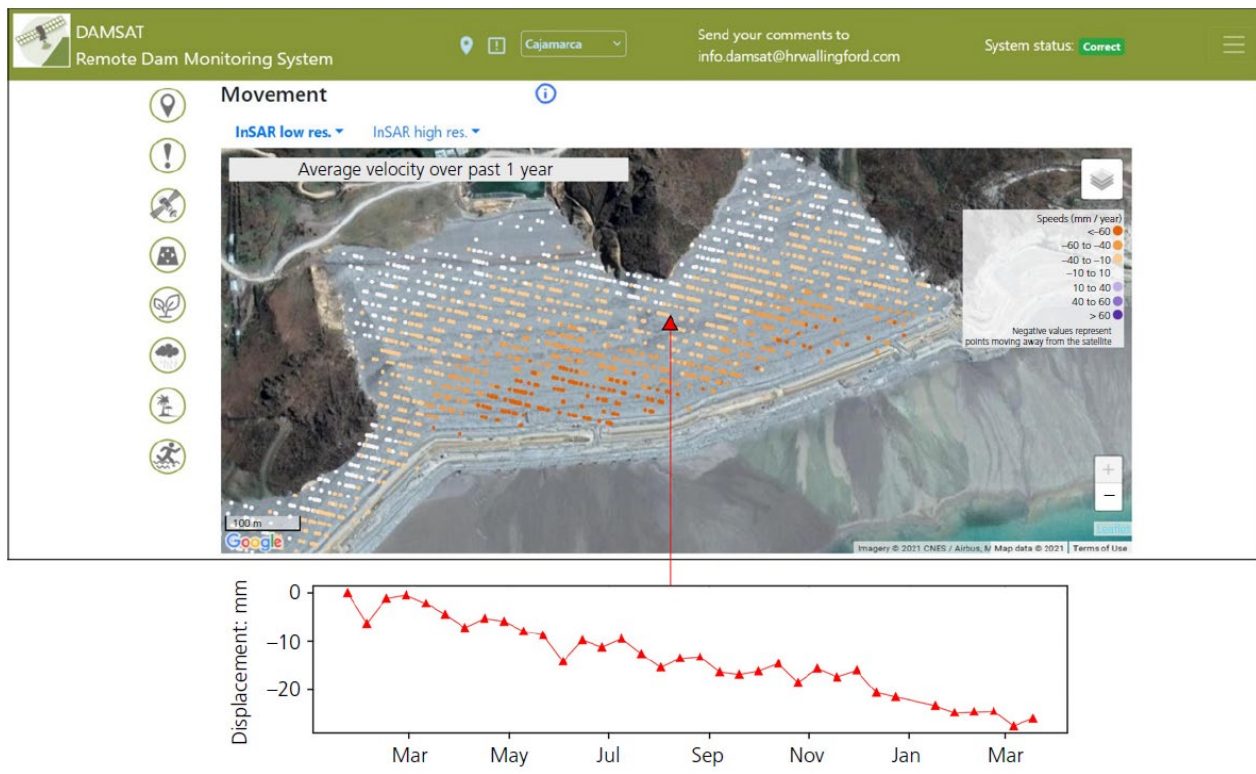 DAMSAT
Remote Dam Monitoring System
Cajamarca
Send your comments to
info.damsat@hrwallingford.com
System status: Correct
Movement
InSAR low res.
InSAR high res.
Average velocity over past 1 year
Speeds (mm / year)
<–60
–60 to –40
–40 to –10
–10 to 10
10 to 40
40 to 60
> 60
Negative values represent
points moving away from the satellite
+
−
100 m
Google
Imagery © 2021 CNES / Airbus, M Map data © 2021 Terms of Use
Displacement: mm
0
–10
–20
Mar May Jul Sep Nov Jan Mar